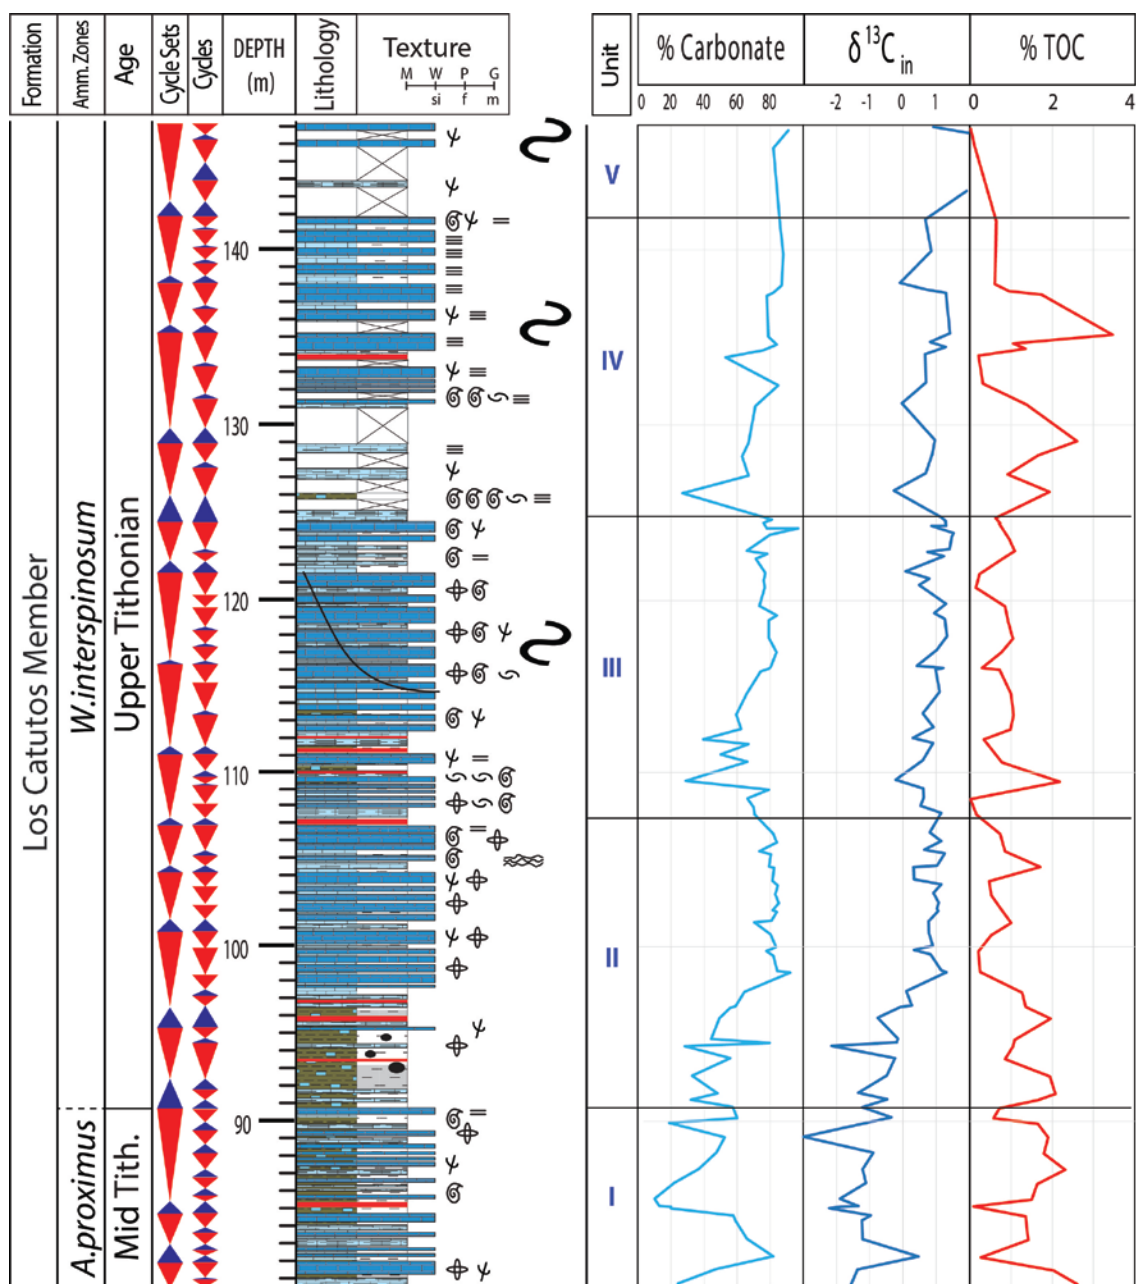 Formation
Amm. Zones
Age
Cycle Sets
Cycles
DEPTH
(m)
Lithology
Texture
M W P G
si f m
Unit
% Carbonate
δ 13C in
% TOC
0 20 40 60 80
-2 -1 0 1
0 2 4
Los Catutos Member
W.interspinosum
A.proximus
Upper Tithonian
Mid Tith.
140
130
120
110
100
90
V
IV
III
II
I